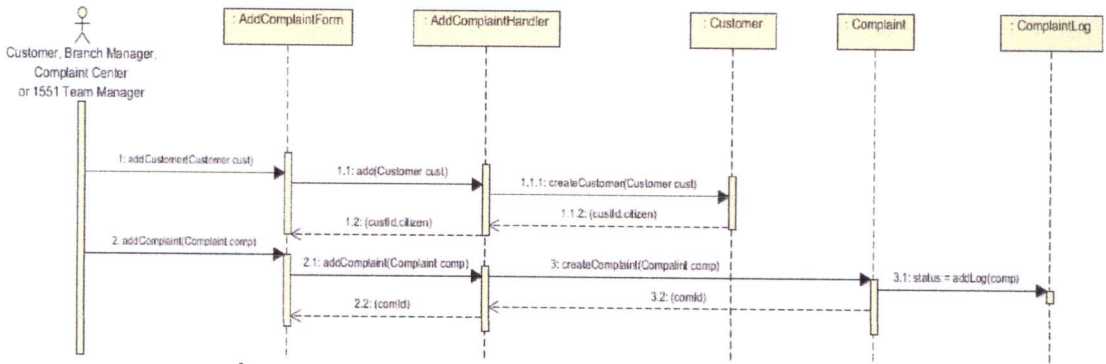 : AddComplaintForm
: AddComplaintHandler
: Customer
: Complaint
: ComplaintLog
Customer, Branch Manager,
Complaint Center
or 1551 Team Manager
1: addCustomer(Customer cust)
1.1: add(Customer cust)
1.1.1: createCustomer(Customer cust)
1.1.2: (custId,citizen)
1.2: (custId,citizen)
2: addComplaint(Complaint comp)
2.1: addComplaint(Complaint comp)
3: createComplaint(Compalint comp)
3.1: status = addLog(comp)
3.2: (comId)
2.2: (comId)